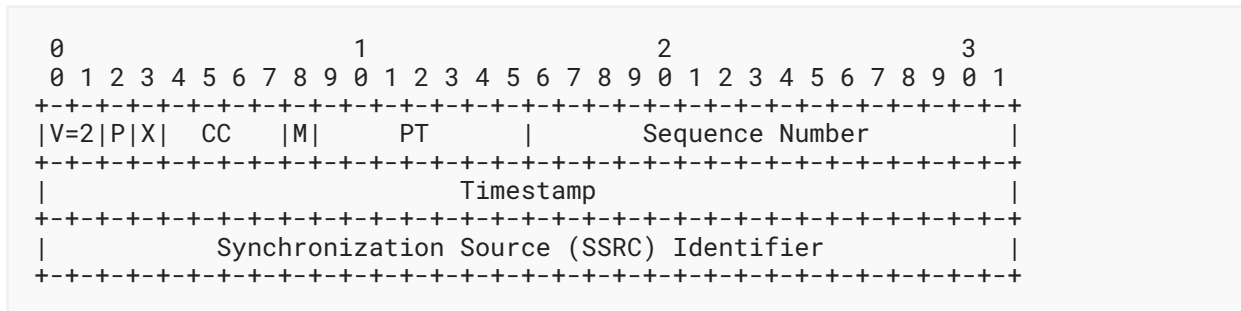 0                   1                   2                   3
 0 1 2 3 4 5 6 7 8 9 0 1 2 3 4 5 6 7 8 9 0 1 2 3 4 5 6 7 8 9 0 1
+-+-+-+-+-+-+-+-+-+-+-+-+-+-+-+-+-+-+-+-+-+-+-+-+-+-+-+-+-+-+-+-+
|V=2|P|X|  CC   |M|     PT      |       Sequence Number         |
+-+-+-+-+-+-+-+-+-+-+-+-+-+-+-+-+-+-+-+-+-+-+-+-+-+-+-+-+-+-+-+-+
|                           Timestamp                           |
+-+-+-+-+-+-+-+-+-+-+-+-+-+-+-+-+-+-+-+-+-+-+-+-+-+-+-+-+-+-+-+-+
|           Synchronization Source (SSRC) Identifier            |
+-+-+-+-+-+-+-+-+-+-+-+-+-+-+-+-+-+-+-+-+-+-+-+-+-+-+-+-+-+-+-+-+